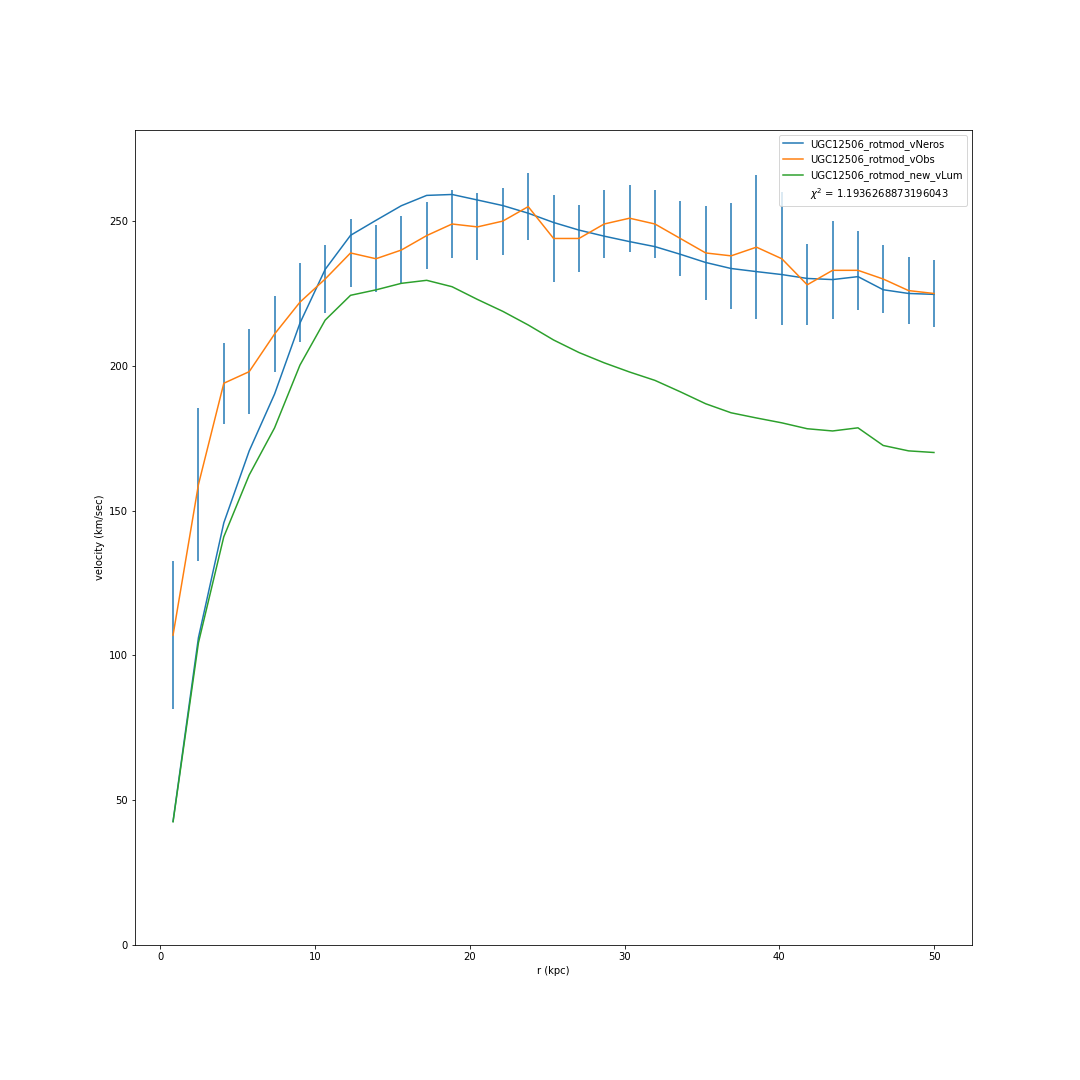 UGC12506_rotmod_vNeros
UGC12506_rotmod_vObs
UGC12506_rotmod_new_vLum
χ² = 1.1936268873196043
250
200
150
100
50
0
velocity (km/sec)
0 10 20 30 40 50
r (kpc)